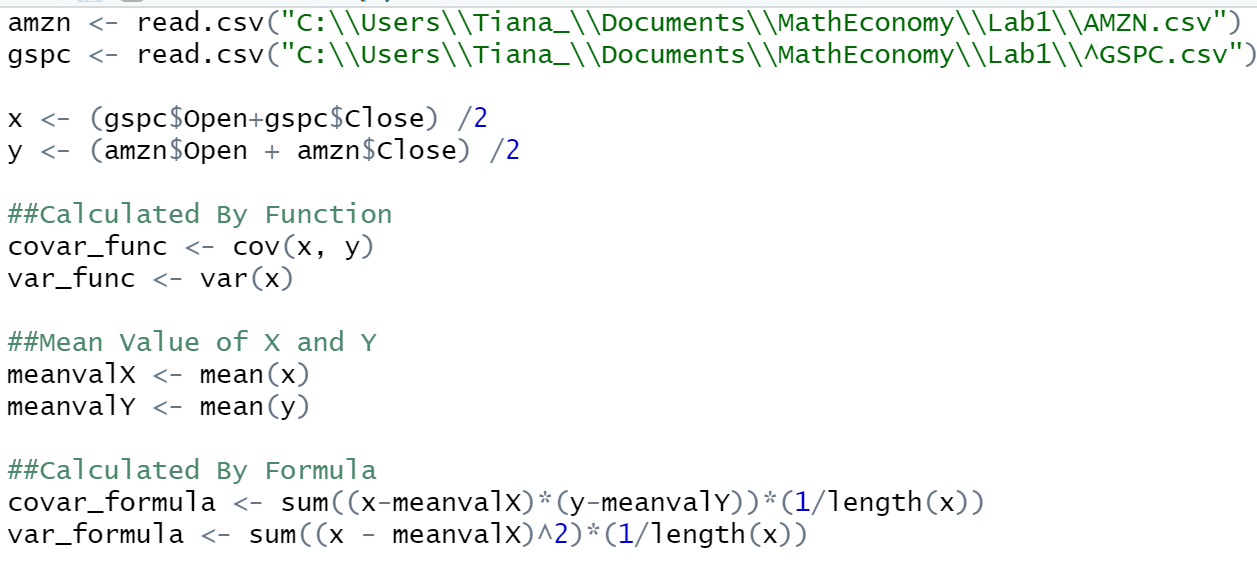 amzn <- read.csv("C:\\Users\\Tiana_\\Documents\\MathEconomy\\Lab1\\AMZN.csv")
gspc <- read.csv("C:\\Users\\Tiana_\\Documents\\MathEconomy\\Lab1\\^GSPC.csv")
x <- (gspc$Open+gspc$Close) /2
y <- (amzn$Open + amzn$Close) /2
##Calculated By Function
covar_func <- cov(x, y)
var_func <- var(x)
##Mean Value of X and Y
meanvalX <- mean(x)
meanvalY <- mean(y)
##Calculated By Formula
covar_formula <- sum((x-meanvalX)*(y-meanvalY))*(1/length(x))
var_formula <- sum((x - meanvalX)^2)*(1/length(x))